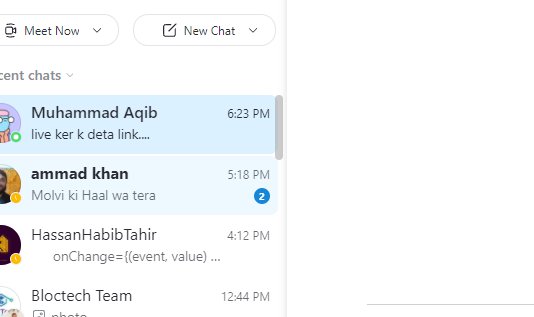 Meet Now
New Chat
cent chats
Muhammad Aqib 6:23 PM
live ker k deta link....
ammad khan 5:18 PM
Molvi ki Haal wa tera 2
HassanHabibTahir 4:12 PM
onChange={(event, value) ...
Bloctech Team 12:44 PM
photo